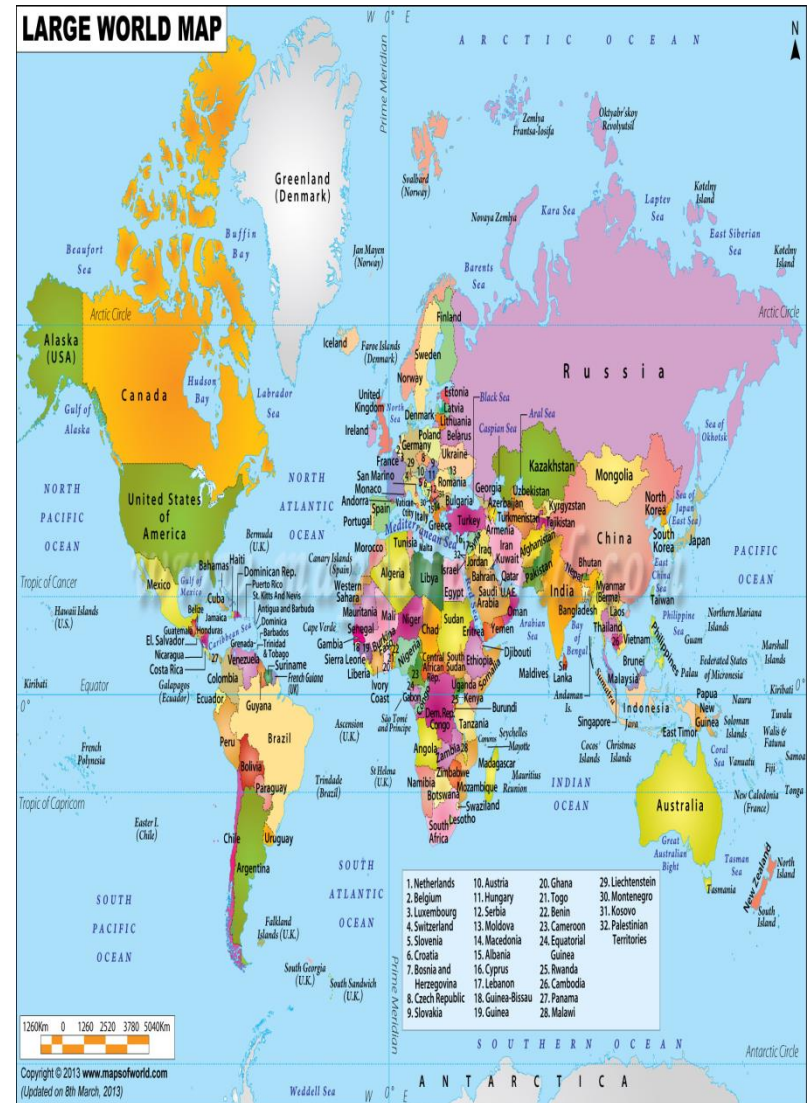 LARGE WORLD MAP
W 0° E
Prime Meridian
N
ARCTIC OCEAN
Zemlya
Frantsa-Iosifa
Oktyabr'skoy
Revolyutsii
Greenland
(Denmark)
Svalbard
(Norway)
Kotelny
Island
Laptev
Sea
Kara Sea
Novaya Zemlya
East Siberian
Sea
Buffin
Bay
Beaufort
Sea
Jan Mayen
(Norway)
Kotelny
Island
Barents
Sea
Arctic Circle
Arctic Circle
Finland
Alaska
(USA)
Iceland
Faroe Islands
(Denmark)
Sweden
Russia
Norway
Canada
Hudson
Bay
Labrador
Sea
United
Kingdom
North
Sea
Estonia
Latvia
Lithuania
Denmark
Belarus
Black Sea
Aral Sea
Caspian Sea
Gulf of
Alaska
Ireland
Poland
Germany
Sea of
Okhotsk
Ukraine
France
San Marino
Monaco
Romania
Kazakhstan
Mongolia
Georgia
Uzbekistan
Andorra
Vatican
City
Italy
Bulgaria
Azerbaijan
Kyrgyzstan
North
Korea
Sea of
Japan
(East Sea)
NORTH
PACIFIC
OCEAN
United States
of
America
NORTH
ATLANTIC
OCEAN
Spain
Portugal
Greece
Turkey
Armenia
Turkmenistan
Tajikistan
Mediterranean Sea
Malta
China
South
Korea
Japan
Bermuda
(U.K.)
Morocco
Tunisia
Iraq
Iran
Kuwait
Afghanistan
PACIFIC
OCEAN
Canary Islands
(Spain)
Algeria
Libya
Israel
Jordan
Bahrain
Qatar
Pakistan
Nepal
Bhutan
East
China
Sea
Tropic of Cancer
Mexico
Gulf of
Mexico
Bahamas
Haiti
Dominican Rep.
Puerto Rico
Western
Sahara
Egypt
Saudi
Arabia
UAE
India
Bangladesh
Myanmar
(Burma)
Laos
Taiwan
Tropic of Cancer
Hawaii Islands
(U.S.)
Cuba
Jamaica
Belize
St. Kitts And Nevis
Antigua and Barbuda
Dominica
Barbados
Mauritania
Mali
Niger
Chad
Sudan
Oman
Yemen
Arabian
Sea
Bay
of
Bengal
Thailand
Vietnam
Philippine
Sea
Northern Mariana
Islands
Guam
Guatemala
Honduras
El Salvador
Caribbean Sea
Grenada
Trinidad
& Tobago
Cape Verde
Senegal
Gambia
Burkina
Faso
Nigeria
Eritrea
Djibouti
Philippines
Marshall
Islands
Nicaragua
Costa Rica
27
Venezuela
Suriname
French Guiana
(UK)
Sierra Leone
Liberia
Central
African
Rep.
South
Sudan
Ethiopia
Somalia
Maldives
Sri
Lanka
Brunei
Malaysia
Palau
Federated States
of Micronesia
Colombia
Guyana
Ivory
Coast
Gabon
Congo
Uganda
Kenya
Andaman
Is.
Sumatra
Kiribati
Equator
Galapagos
(Ecuador)
Ecuador
São Tomé
and Principe
Dem.Rep.
Congo
Burundi
Singapore
Indonesia
Java
Papua
New
Guinea
Nauru
Kiribati
0°
Brazil
Ascension
(U.K.)
Tanzania
Seychelles
East Timor
Solomon
Islands
Tuvalu
Wallis &
Futuna
French
Polynesia
Peru
Bolivia
St Helena
(U.K.)
Angola
Zambia
28
Comoros
Mayotte
Madagascar
Cocos'
Islands
Christmas
Islands
Coral
Sea
Vanuatu
Fiji
Samoa
Trindade
(Brazil)
Zimbabwe
Mozambique
Mauritius
Reunion
INDIAN
OCEAN
Paraguay
Namibia
Botswana
New Caledonia
(France)
Tonga
Tropic of Capricorn
Swaziland
Lesotho
South
Africa
Australia
Easter I.
(Chile)
Chile
Uruguay
Argentina
Great
Australian
Bight
Tasman
Sea
Tasmania
New Zealand
North
Island
South
Island
SOUTH
PACIFIC
OCEAN
SOUTH
ATLANTIC
OCEAN
Falkland
Islands (U.K.)
South Georgia
(U.K.)
South Sandwich
(U.K.)
Prime Meridian
1. Netherlands
2. Belgium
3. Luxembourg
4. Switzerland
5. Slovenia
6. Croatia
7. Bosnia and
Herzegovina
8. Czech Republic
9. Slovakia
10. Austria
11. Hungary
12. Serbia
13. Moldova
14. Macedonia
15. Albania
16. Cyprus
17. Lebanon
18. Guinea-Bissau
19. Guinea
20. Ghana
21. Togo
22. Benin
23. Cameroon
24. Equatorial
Guinea
25. Rwanda
26. Cambodia
27. Panama
28. Malawi
29. Liechtenstein
30. Montenegro
31. Kosovo
32. Palestinian
Territories
1260Km 0 1260 2520 3780 5040Km
SOUTHERN OCEAN
Antarctic Circle
Copyright © 2013 www.mapsofworld.com
(Updated on 8th March, 2013)
Weddell Sea
W 0° E
ANTARCTICA